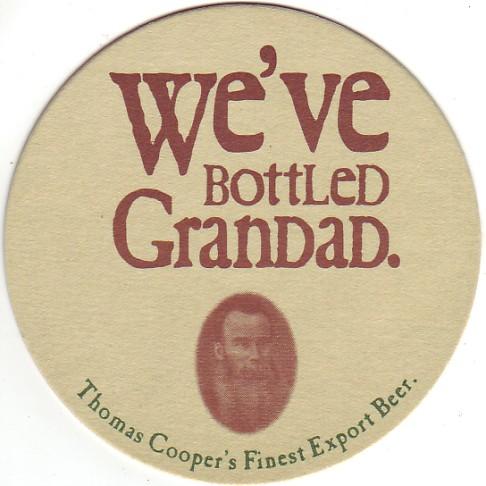 We've
Bottled
Grandad.
Thomas Cooper's Finest Export Beer.